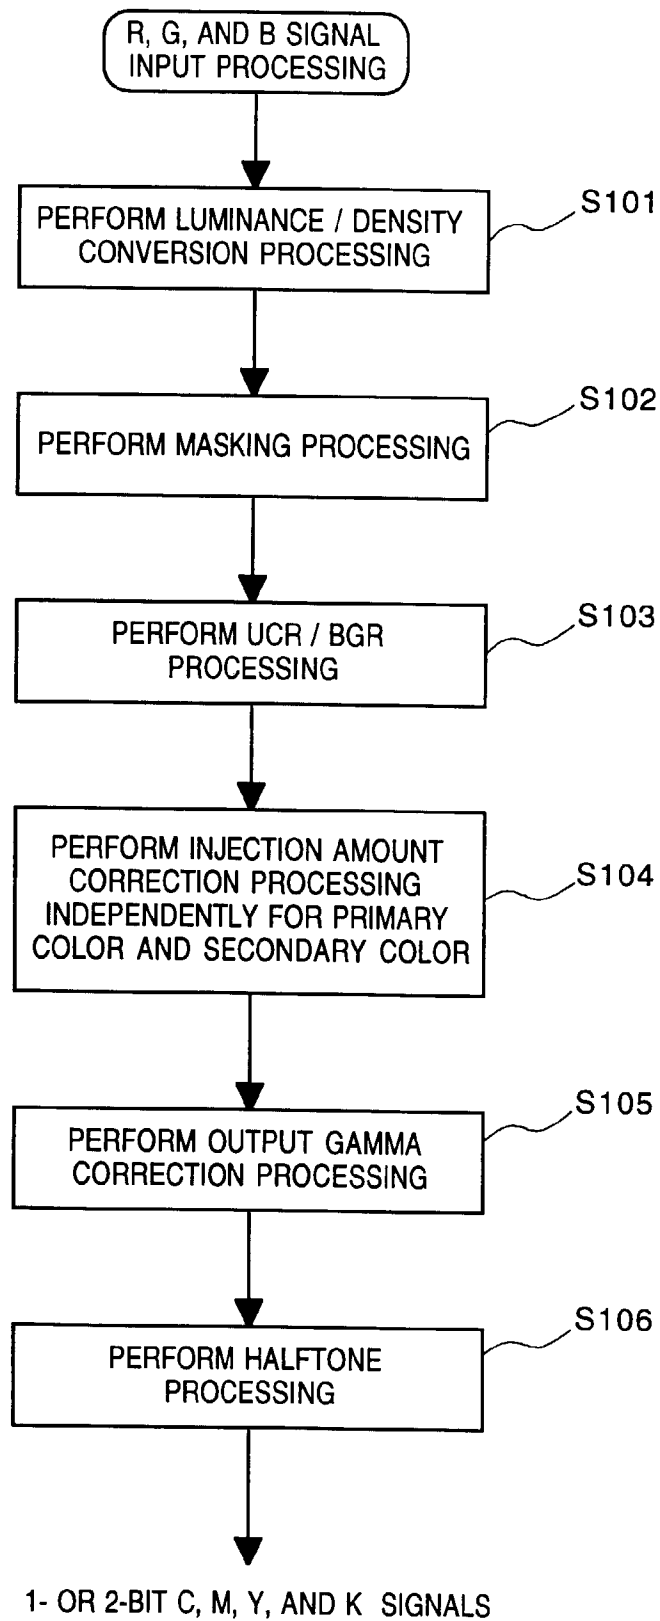 R, G, AND B SIGNAL
INPUT PROCESSING
PERFORM LUMINANCE / DENSITY
CONVERSION PROCESSING
S101
PERFORM MASKING PROCESSING
S102
PERFORM UCR / BGR
PROCESSING
S103
PERFORM INJECTION AMOUNT
CORRECTION PROCESSING
INDEPENDENTLY FOR PRIMARY
COLOR AND SECONDARY COLOR
S104
PERFORM OUTPUT GAMMA
CORRECTION PROCESSING
S105
PERFORM HALFTONE
PROCESSING
S106
1- OR 2-BIT C, M, Y, AND K SIGNALS